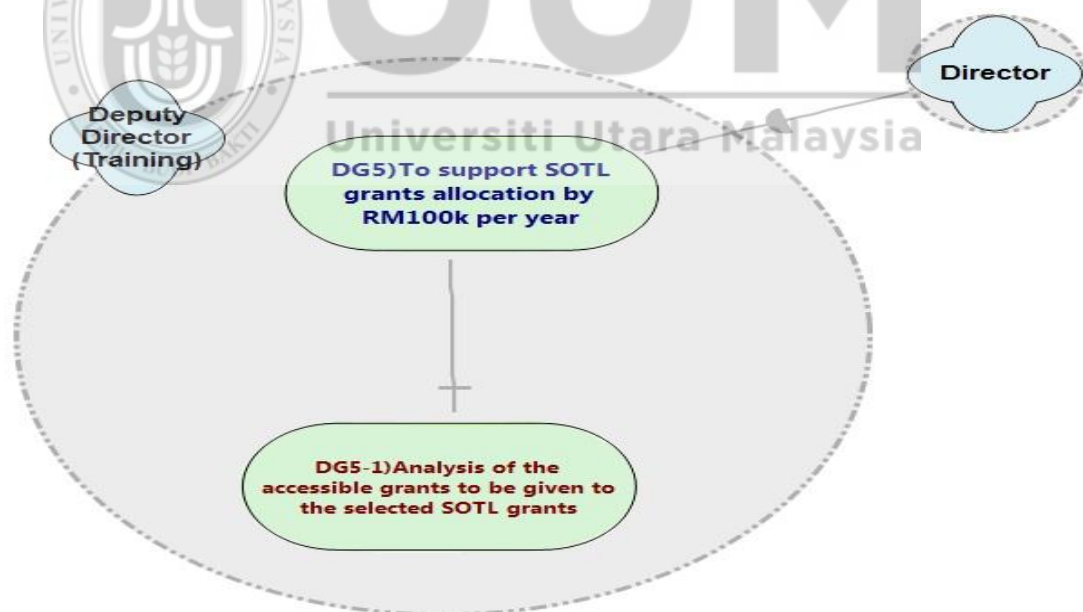 UUM
Universiti Utara Malaysia
Director
Deputy
Director
(Training)
DG5)To support SOTL
grants allocation by
RM100k per year
DG5-1)Analysis of the
accessible grants to be given to
the selected SOTL grants